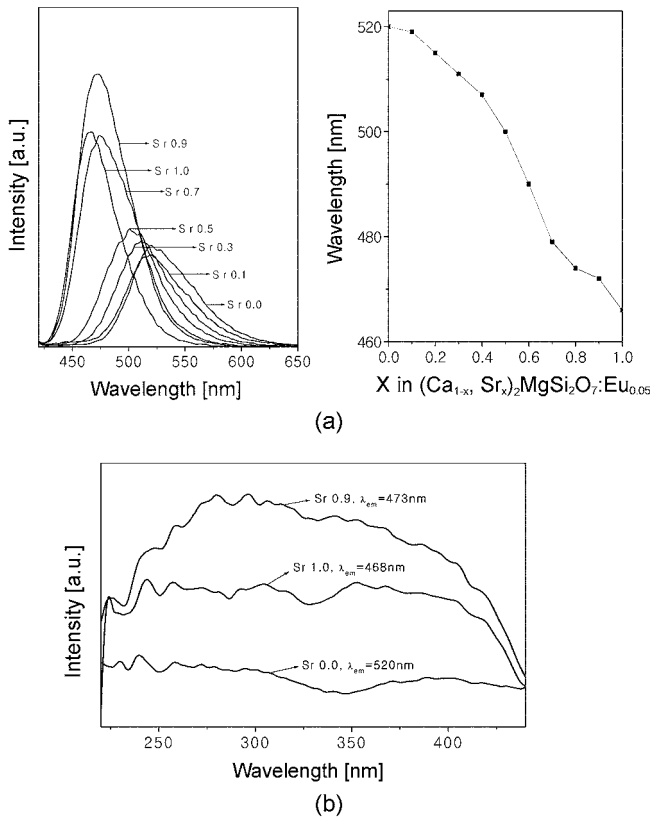 Intensity [a.u.]
Sr 0.9
Sr 1.0
Sr 0.7
Sr 0.5
Sr 0.3
Sr 0.1
Sr 0.0
450 500 550 600 650
Wavelength [nm]
Wavelength [nm]
520
500
480
460
0.0 0.2 0.4 0.6 0.8 1.0
X in (Ca₁₋ₓ, Srₓ)₂MgSi₂O₇:Eu₀.₀₅
(a)
Intensity [a.u.]
Sr 0.9, λₑₘ=473nm
Sr 1.0, λₑₘ=468nm
Sr 0.0, λₑₘ=520nm
250 300 350 400
Wavelength [nm]
(b)